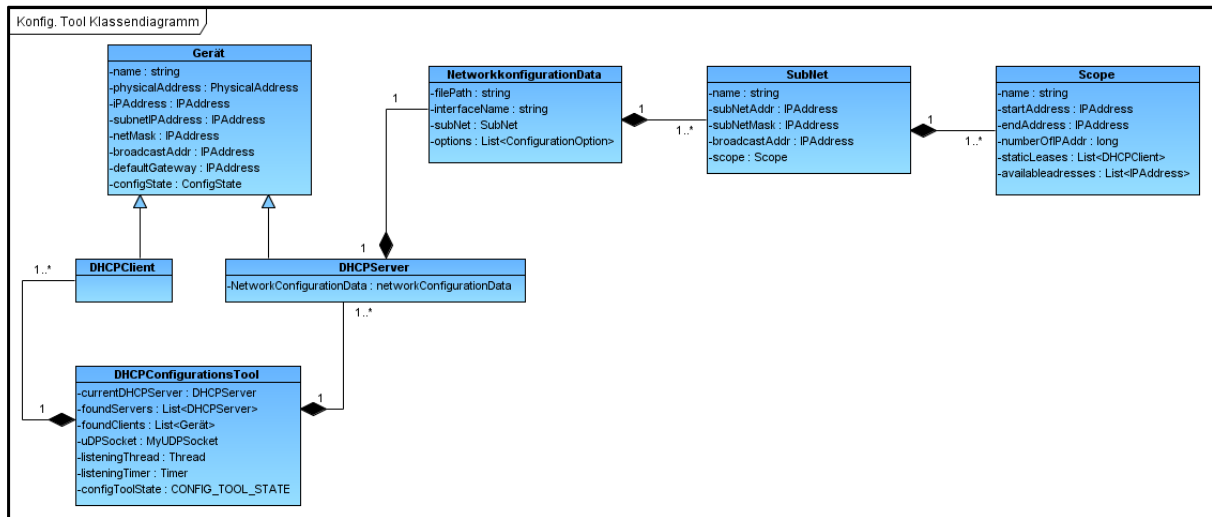 Konfig. Tool Klassendiagramm
Gerät
-name : string
-physicalAddress : PhysicalAddress
-iPAddress : IPAddress
-subnetIPAddress : IPAddress
-netMask : IPAddress
-broadcastAddr : IPAddress
-defaultGateway : IPAddress
-configState : ConfigState
NetworkkonfigurationData
-filePath : string
-interfaceName : string
-subNet : SubNet
-options : List<ConfigurationOption>
SubNet
-name : string
-subNetAddr : IPAddress
-subNetMask : IPAddress
-broadcastAddr : IPAddress
-scope : Scope
Scope
-name : string
-startAddress : IPAddress
-endAddress : IPAddress
-numberOfIPAddr : long
-staticLeases : List<DHCPClient>
-availableadresses : List<IPAddress>
1
1
1..*
1
1..*
1
1..*
DHCPClient
DHCPServer
-NetworkConfigurationData : networkConfigurationData
1..*
DHCPConfigurationsTool
-currentDHCPServer : DHCPServer
-foundServers : List<DHCPServer>
-foundClients : List<Gerät>
-uDPSocket : MyUDPSocket
-listeningThread : Thread
-listeningTimer : Timer
-configToolState : CONFIG_TOOL_STATE
1
1